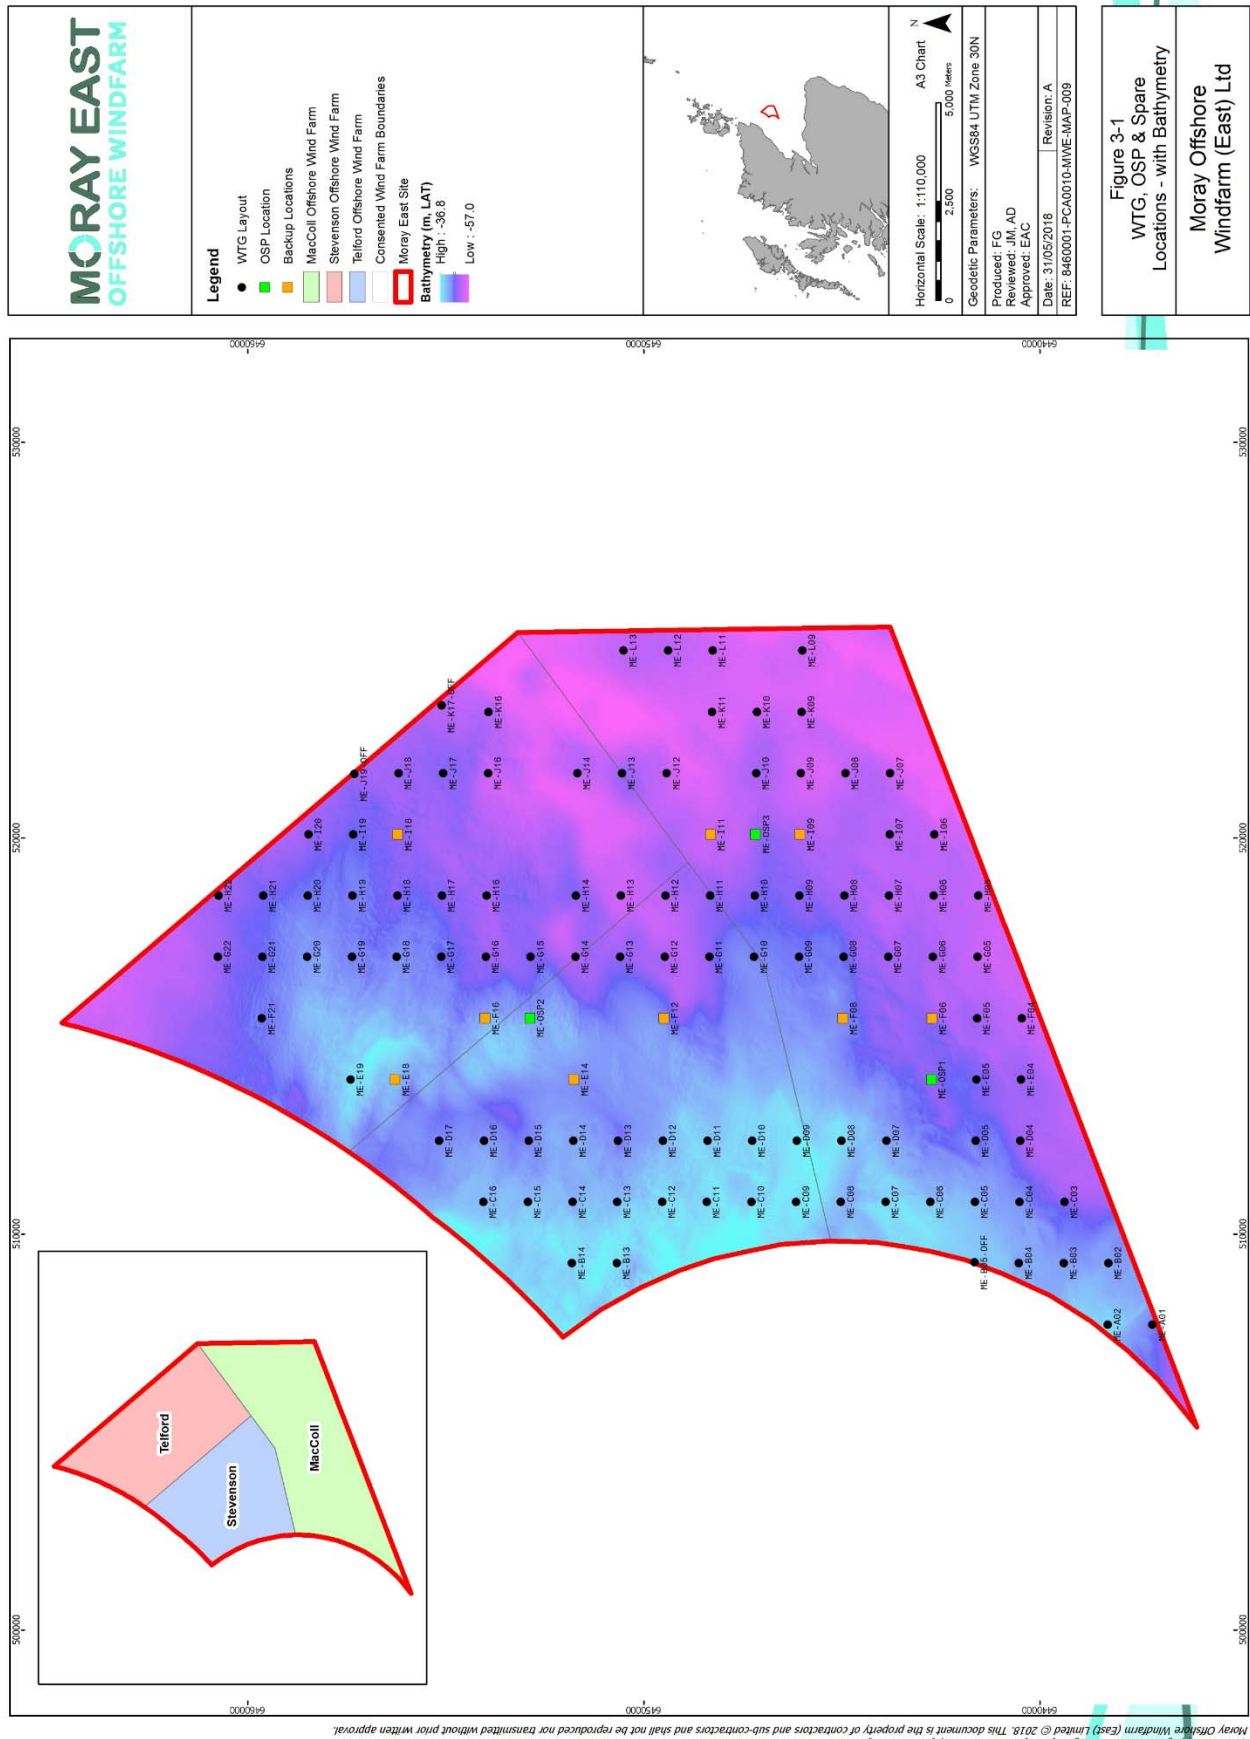 MORAY EAST
OFFSHORE WINDFARM
Legend
WTG Layout
OSP Location
Backup Locations
MacColl Offshore Wind Farm
Stevenson Offshore Wind Farm
Telford Offshore Wind Farm
Consented Wind Farm Boundaries
Moray East Site
Bathymetry (m, LAT)
High : -36.8
Low : -57.0
Horizontal Scale: 1:110,000
A3 Chart
N
0
2,500
5,000 Meters
Geodetic Parameters: WGS84 UTM Zone 30N
Produced: FG
Reviewed: JM, AD
Approved: EAC
Date: 31/05/2018
Revision: A
REF: 8460001-PCA0010-MWE-MAP-009
Figure 3-1
WTG, OSP & Spare
Locations - with Bathymetry
Moray Offshore
Windfarm (East) Ltd
500000
510000
520000
530000
500000
510000
520000
530000
6460000
6450000
6440000
6460000
6450000
6440000
Telford
Stevenson
MacColl
ME-G22
ME-F21
ME-G21
ME-H21
ME-G20
ME-H20
ME-I20
ME-E19
ME-G19
ME-H19
ME-I19
ME-J19-OFF
ME-E18
ME-G18
ME-H18
ME-I18
ME-J18
ME-D17
ME-G17
ME-H17
ME-J17
ME-K17-OFF
ME-C16
ME-D16
ME-F16
ME-G16
ME-H16
ME-J16
ME-K16
ME-C15
ME-D15
ME-OSP2
ME-G15
ME-B14
ME-C14
ME-D14
ME-E14
ME-G14
ME-H14
ME-J14
ME-B13
ME-C13
ME-D13
ME-G13
ME-H13
ME-J13
ME-L13
ME-C12
ME-D12
ME-F12
ME-G12
ME-H12
ME-J12
ME-L12
ME-C11
ME-D11
ME-G11
ME-H11
ME-I11
ME-K11
ME-L11
ME-C10
ME-D10
ME-G10
ME-H10
ME-OSP3
ME-J10
ME-K10
ME-C09
ME-D09
ME-G09
ME-H09
ME-I09
ME-J09
ME-K09
ME-L09
ME-C08
ME-D08
ME-F08
ME-G08
ME-H08
ME-J08
ME-C07
ME-D07
ME-G07
ME-H07
ME-I07
ME-J07
ME-C06
ME-OSP1
ME-F06
ME-G06
ME-H06
ME-I06
ME-B05-OFF
ME-C05
ME-D05
ME-E05
ME-F05
ME-G05
ME-H05
ME-B04
ME-C04
ME-D04
ME-E04
ME-F04
ME-B03
ME-C03
ME-A02
ME-B02
ME-A01
Moray Offshore Windfarm (East) Limited © 2018. This document is the property of contractors and sub-contractors and shall not be reproduced nor transmitted without prior written approval.